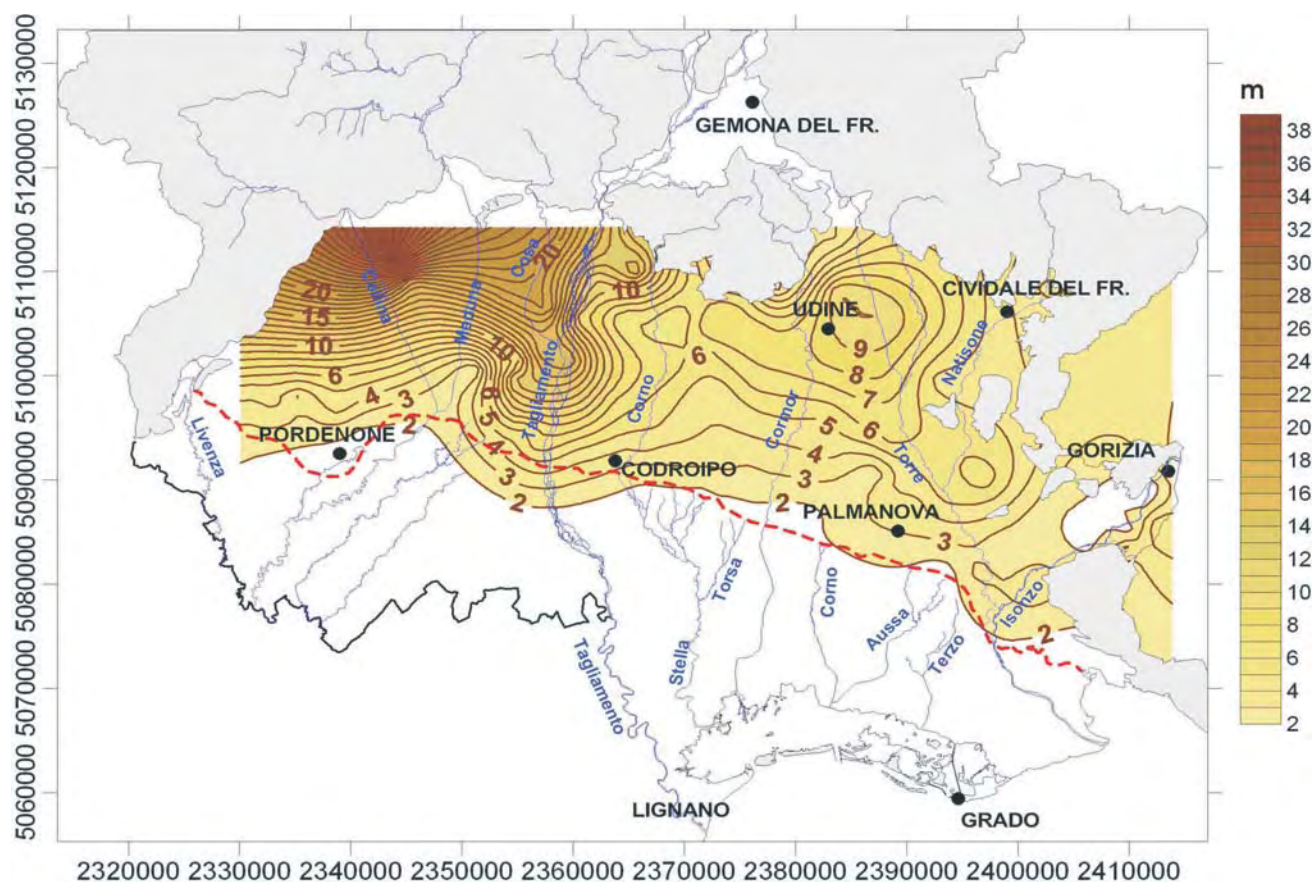 5130000
5120000
5110000
5100000
5090000
5080000
5070000
5060000
GEMONA DEL FR.
m
38
36
34
32
30
28
26
24
22
20
18
16
14
12
10
8
6
4
2
Cosa
20
Cellina
Meduna
20
15
10
6
4
3
2
10
8
5
4
3
2
10
Tagliamento
Corno
6
UDINE
9
8
7
6
5
4
3
2
CIVIDALE DEL FR.
Natisone
Cormor
Torre
GORIZIA
Livenza
PORDENONE
CODROIPO
PALMANOVA
3
Torsa
Corno
Aussa
Terzo
Isonzo
2
Stella
Tagliamento
LIGNANO
GRADO
2320000 2330000 2340000 2350000 2360000 2370000 2380000 2390000 2400000 2410000